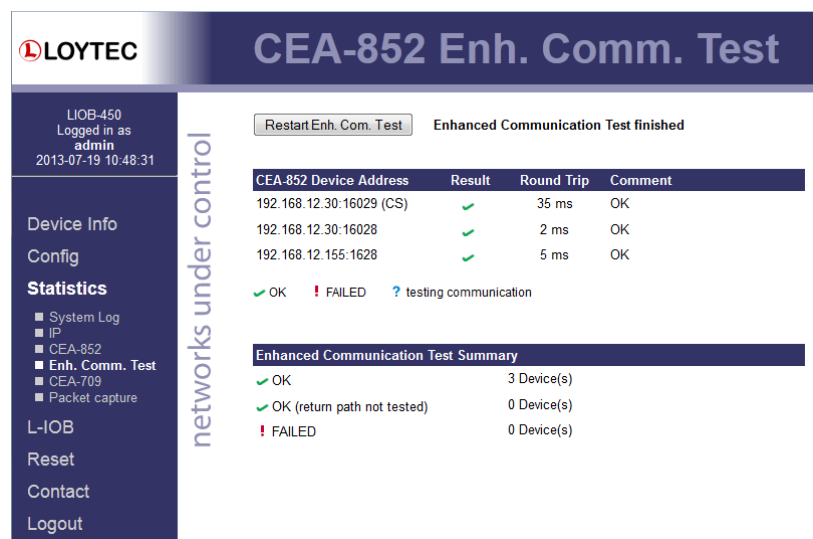 LOYTEC
CEA-852 Enh. Comm. Test
LIOB-450
Logged in as
admin
2013-07-19 10:48:31
Device Info
Config
Statistics
System Log
IP
CEA-852
Enh. Comm. Test
CEA-709
Packet capture
L-IOB
Reset
Contact
Logout
networks under control
Restart Enh. Com. Test Enhanced Communication Test finished
CEA-852 Device Address Result Round Trip Comment
192.168.12.30:16029 (CS) 35 ms OK
192.168.12.30:16028 2 ms OK
192.168.12.155:1628 5 ms OK
OK ! FAILED ? testing communication
Enhanced Communication Test Summary
OK 3 Device(s)
OK (return path not tested) 0 Device(s)
! FAILED 0 Device(s)